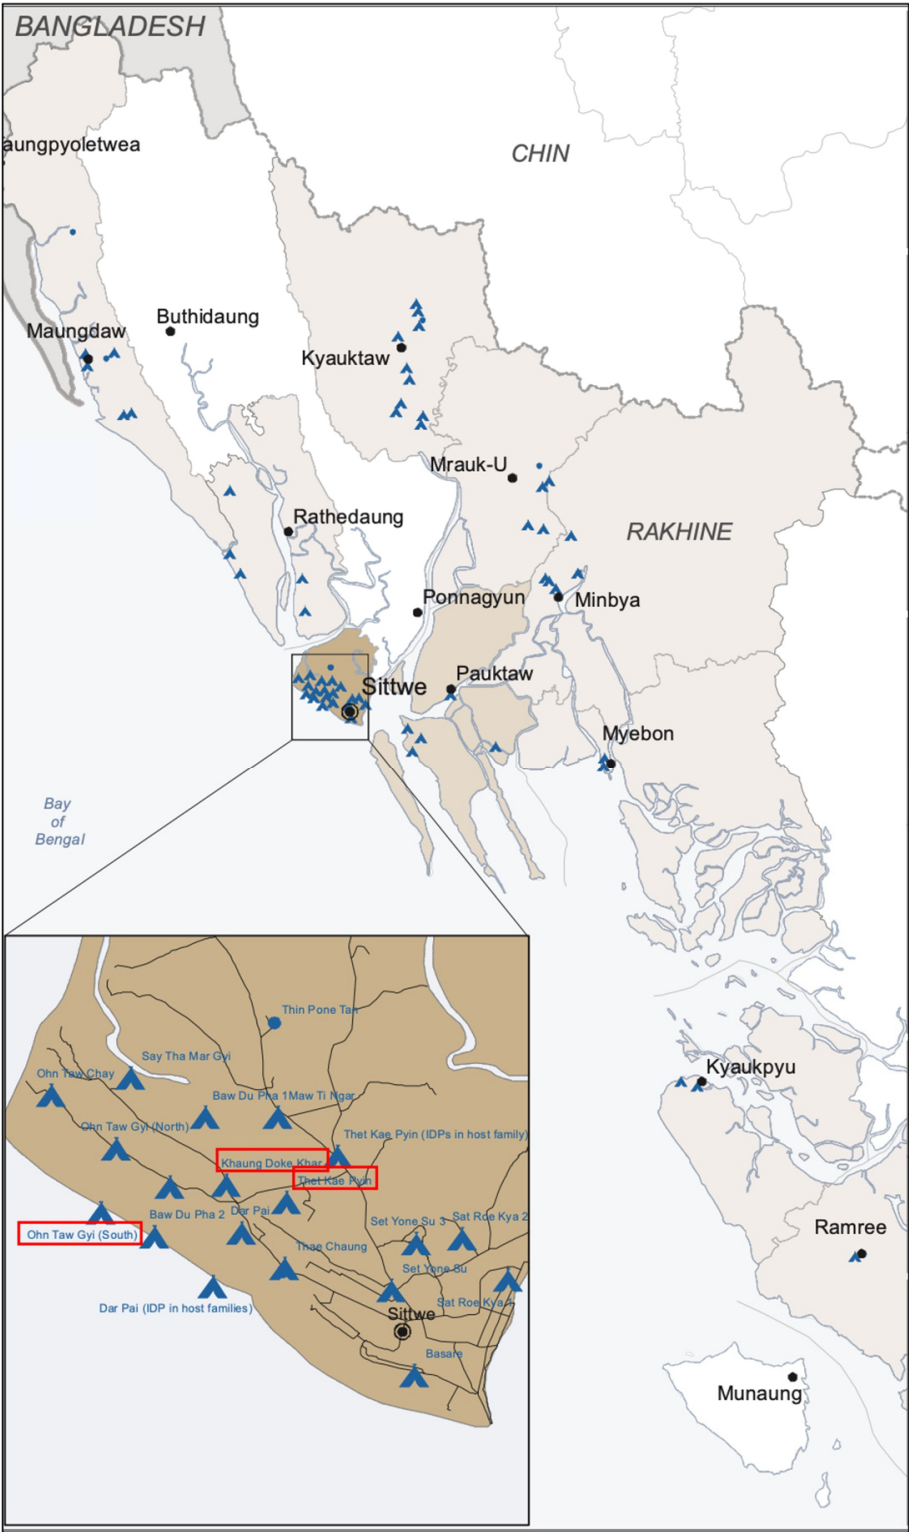 BANGLADESH
aungpyoletwea
CHIN
Buthidaung
Maungdaw
Kyauktaw
Mrauk-U
Rathedaung
RAKHINE
Ponnagyun
Minbya
Pauktaw
Sittwe
Myebon
Bay
of
Bengal
Thin Pone Tan
Say Tha Mar Gyi
Ohn Taw Chay
Baw Du Pha 1
Maw Ti Ngar
Ohn Taw Gyi (North)
Thet Kae Pyin (IDPs in host family)
Khaung Doke Khar
Thet Kae Pyin
Baw Du Pha 2
Dar Pai
Set Yone Su 3
Sat Roe Kya 2
Ohn Taw Gyi (South)
Thae Chaung
Set Yone Su
Sat Roe Kya 1
Dar Pai (IDP in host families)
Sittwe
Basare
Kyaukpyu
Ramree
Munaung